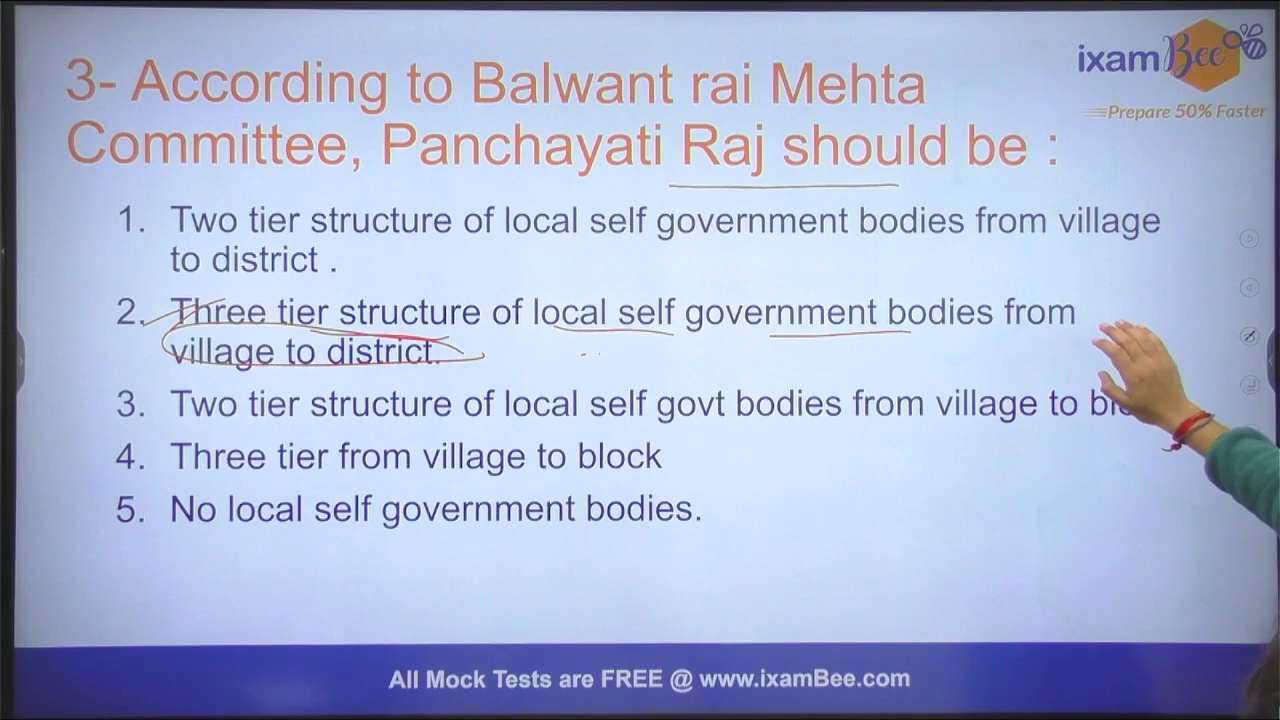 ixamBee
Prepare 50% Faster
3- According to Balwant rai Mehta
Committee, Panchayati Raj should be :
1. Two tier structure of local self government bodies from village
to district .
2. Three tier structure of local self government bodies from
village to district.
3. Two tier structure of local self govt bodies from village to
4. Three tier from village to block
5. No local self government bodies.
All Mock Tests are FREE @ www.ixamBee.com